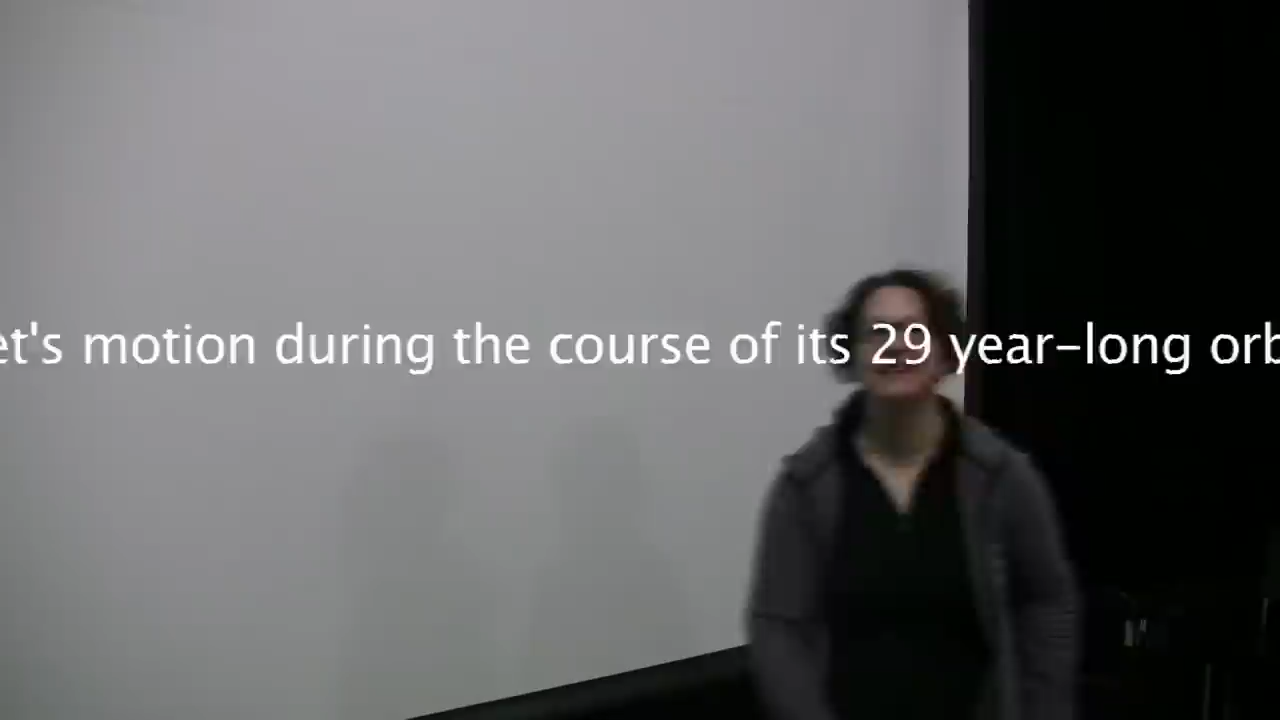 et's motion during the course of its 29 year-long orb